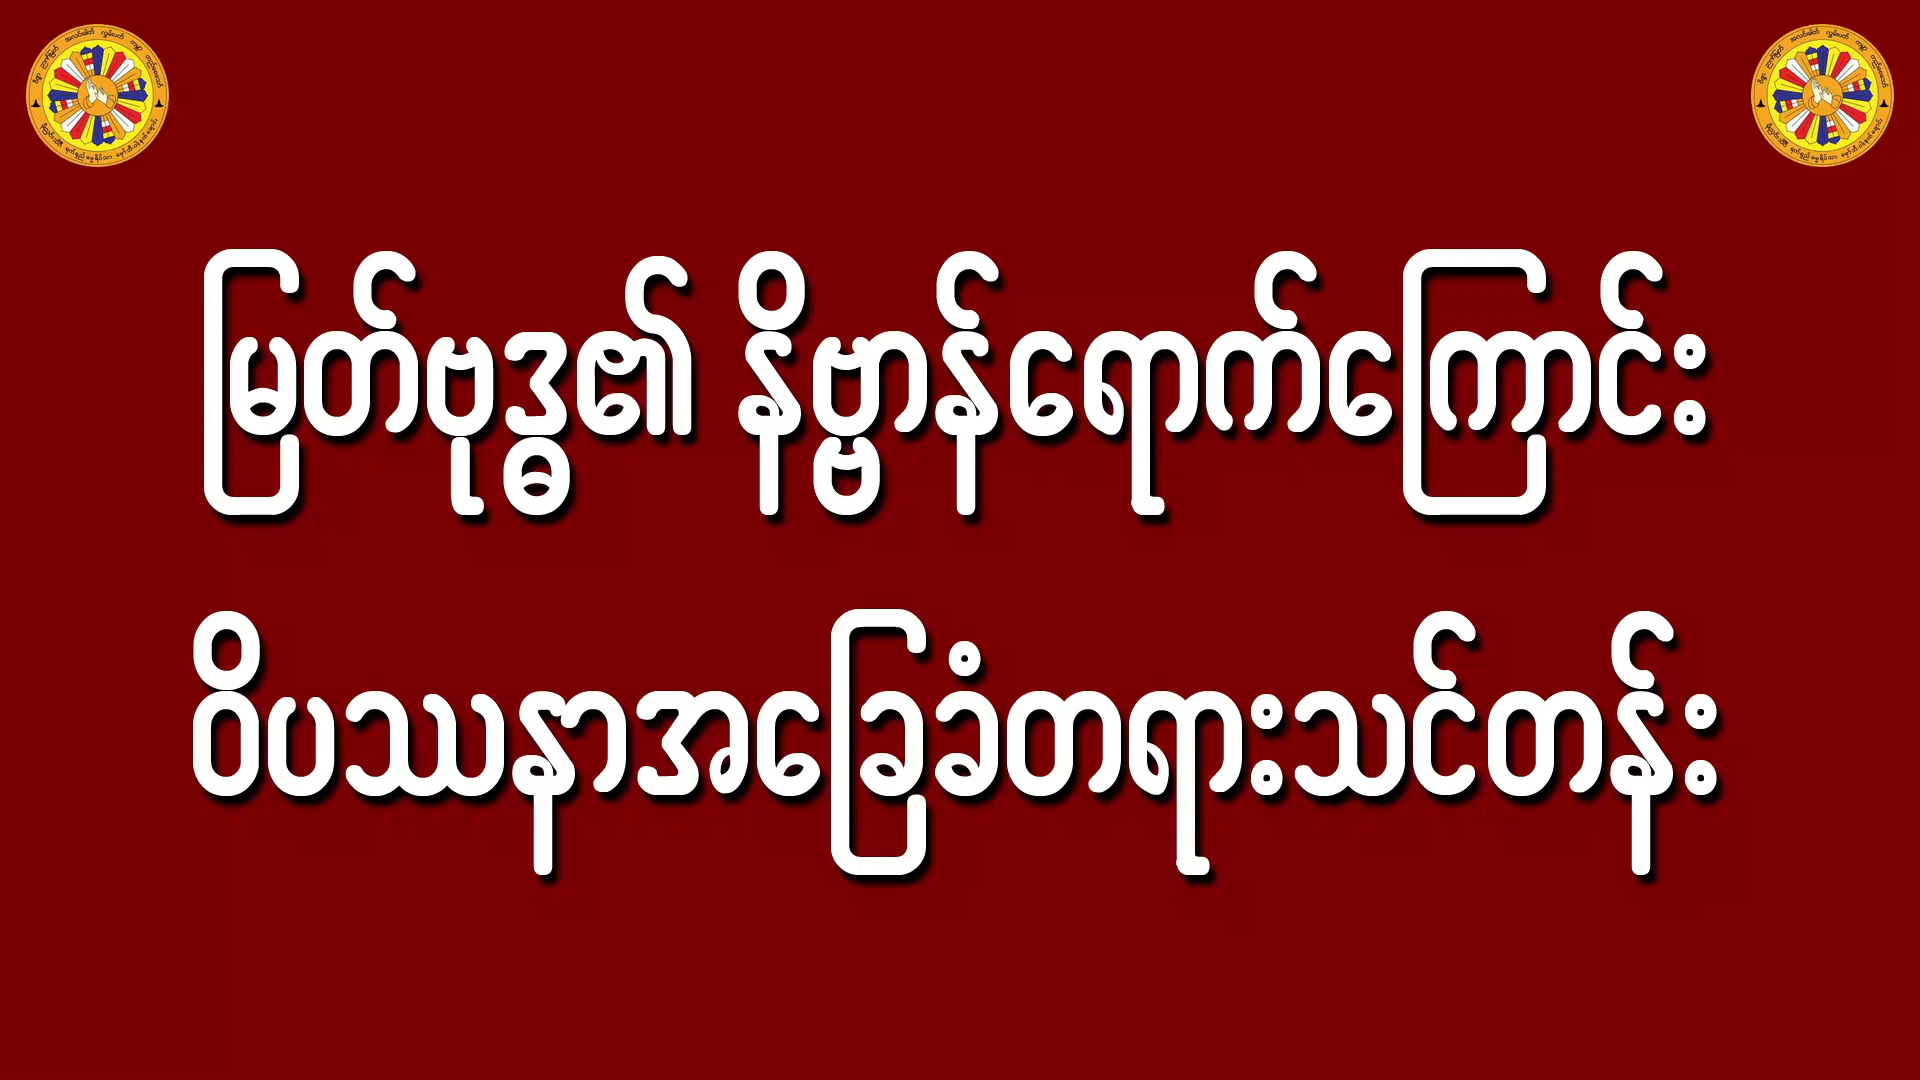 မြတ်ဗုဒ္ဓ၏ နိဗ္ဗာန်ရောက်ကြောင်း
ဝိပဿနာအခြေခံတရားသင်တန်း